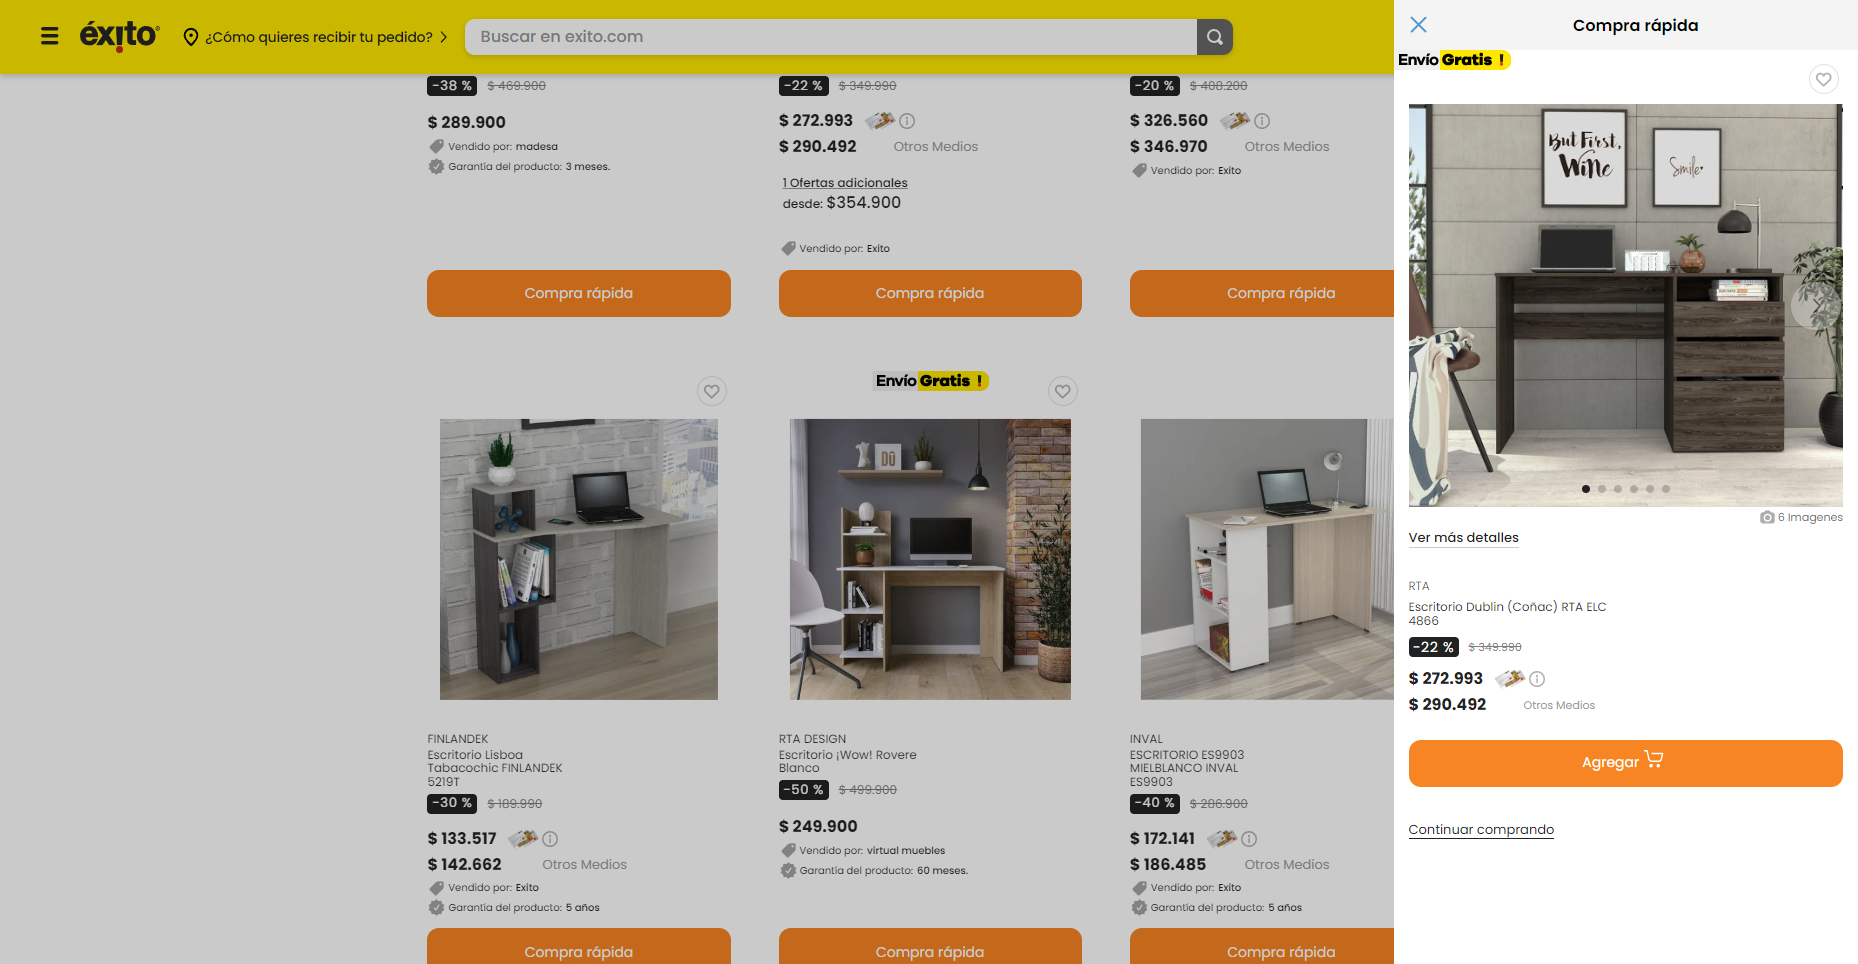 éxito
¿Cómo quieres recibir tu pedido?
Buscar en exito.com
-38 % $ 469.900
$ 289.900
Vendido por: madesa
Garantía del producto: 3 meses.
-22 % $ 349.990
$ 272.993
$ 290.492 Otros Medios
1 Ofertas adicionales
desde: $354.900
Vendido por: Exito
-20 % $ 408.200
$ 326.560
$ 346.970 Otros Medios
Vendido por: Exito
Compra rápida
Compra rápida
Compra rápida
Envío Gratis !
FINLANDEK
Escritorio Lisboa
Tabacochic FINLANDEK
5219T
-30 % $ 189.990
$ 133.517
$ 142.662 Otros Medios
Vendido por: Exito
Garantía del producto: 5 años
RTA DESIGN
Escritorio ¡Wow! Rovere
Blanco
-50 % $ 499.900
$ 249.900
Vendido por: virtual muebles
Garantía del producto: 60 meses.
INVAL
ESCRITORIO ES9903
MIELBLANCO INVAL
ES9903
-40 % $ 286.900
$ 172.141
$ 186.485 Otros Medios
Vendido por: Exito
Garantía del producto: 5 años
Compra rápida
Compra rápida
Compra rápida
Compra rápida
Envío Gratis !
But First,
Wine
Smile
6 Imagenes
Ver más detalles
RTA
Escritorio Dublin (Coñac) RTA ELC
4866
-22 % $ 349.990
$ 272.993
$ 290.492 Otros Medios
Agregar
Continuar comprando